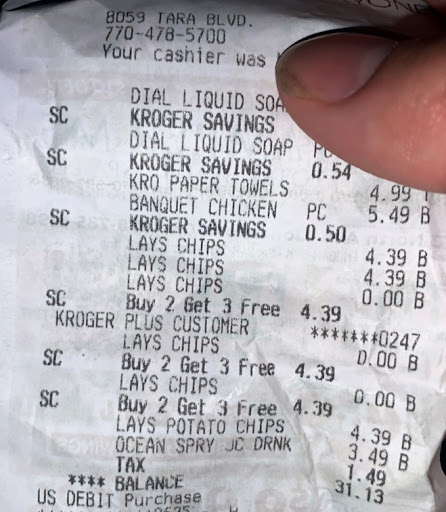 8059 TARA BLVD.
770-478-5700
Your cashier was
DIAL LIQUID SOA
SC KROGER SAVINGS
DIAL LIQUID SOAP
SC KROGER SAVINGS 0.54
KRO PAPER TOWELS 4.99
BANQUET CHICKEN PC 5.49 B
SC KROGER SAVINGS 0.50
LAYS CHIPS 4.39 B
LAYS CHIPS 4.39 B
LAYS CHIPS 0.00 B
SC Buy 2 Get 3 Free 4.39
KROGER PLUS CUSTOMER *******0247
LAYS CHIPS 0.00 B
SC Buy 2 Get 3 Free 4.39
LAYS CHIPS 0.00 B
SC Buy 2 Get 3 Free 4.39
LAYS POTATO CHIPS 4.39 B
OCEAN SPRY JC DRNK 3.49 B
TAX 1.49
**** BALANCE 31.13
US DEBIT Purchase